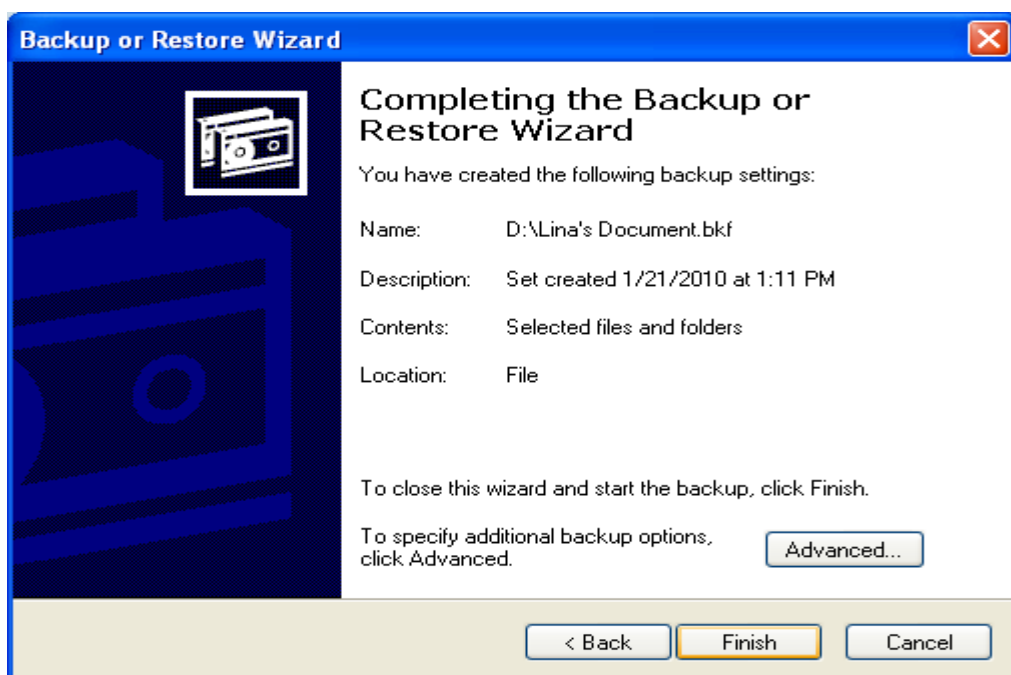 Backup or Restore Wizard
Completing the Backup or
Restore Wizard
You have created the following backup settings:
Name: D:\Lina's Document.bkf
Description: Set created 1/21/2010 at 1:11 PM
Contents: Selected files and folders
Location: File
To close this wizard and start the backup, click Finish.
To specify additional backup options,
click Advanced.
Advanced...
< Back Finish Cancel